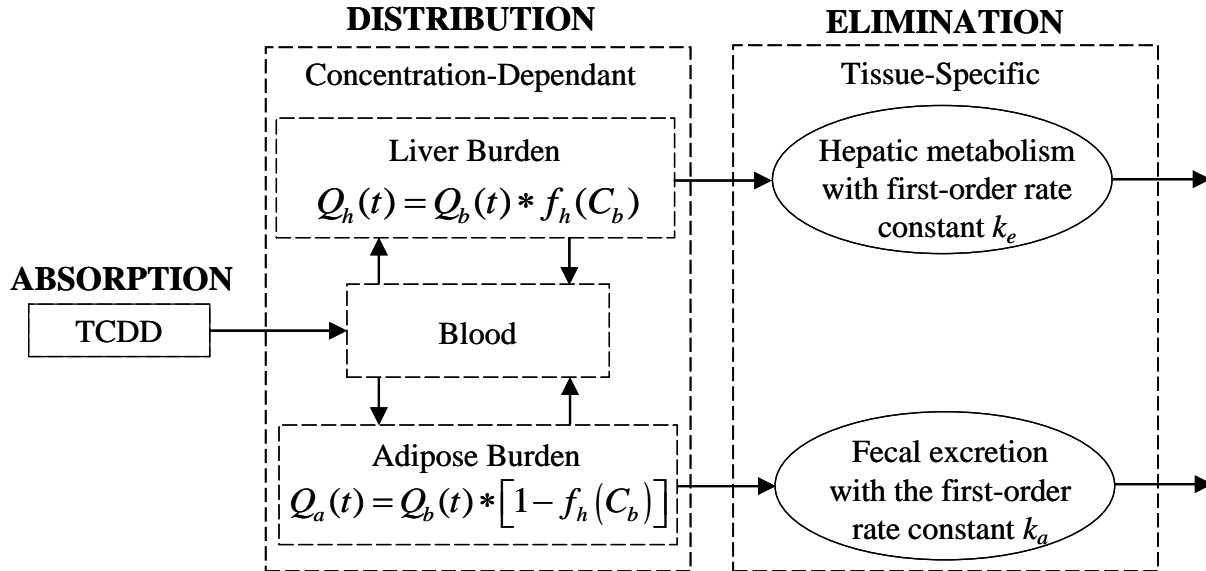 DISTRIBUTION
Concentration-Dependant
Liver Burden
Q_h(t) = Q_b(t) * f_h(C_b)
ABSORPTION
TCDD
Blood
Adipose Burden
Q_a(t) = Q_b(t) * [1 − f_h(C_b)]
ELIMINATION
Tissue-Specific
Hepatic metabolism
with first-order rate
constant k_e
Fecal excretion
with the first-order
rate constant k_a